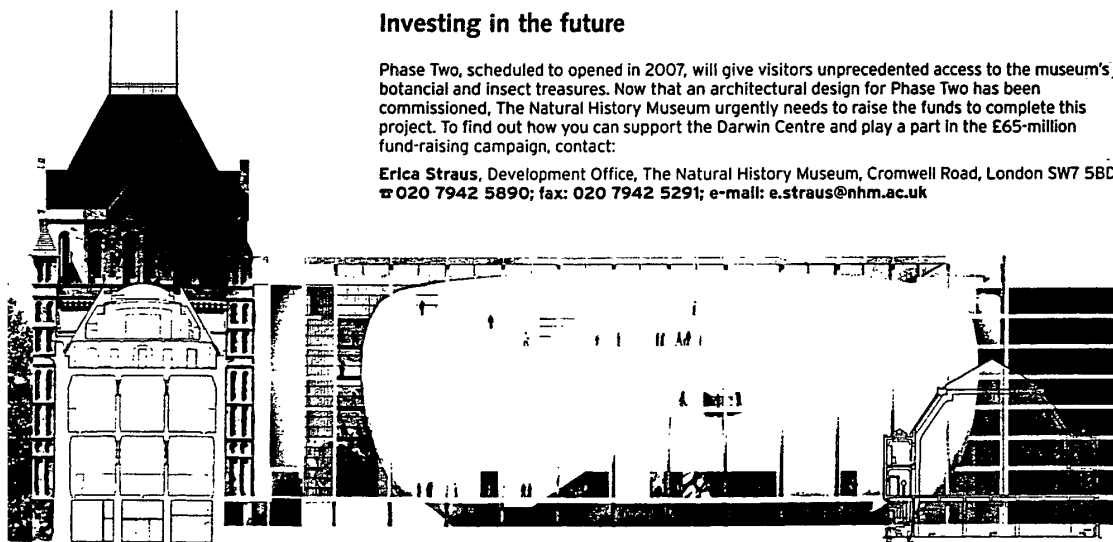 Investing in the future
Phase Two, scheduled to opened in 2007, will give visitors unprecedented access to the museum's
botancial and insect treasures. Now that an architectural design for Phase Two has been
commissioned, The Natural History Museum urgently needs to raise the funds to complete this
project. To find out how you can support the Darwin Centre and play a part in the £65-million
fund-raising campaign, contact:
Erica Straus, Development Office, The Natural History Museum, Cromwell Road, London SW7 5BD
☎ 020 7942 5890; fax: 020 7942 5291; e-mail: e.straus@nhm.ac.uk